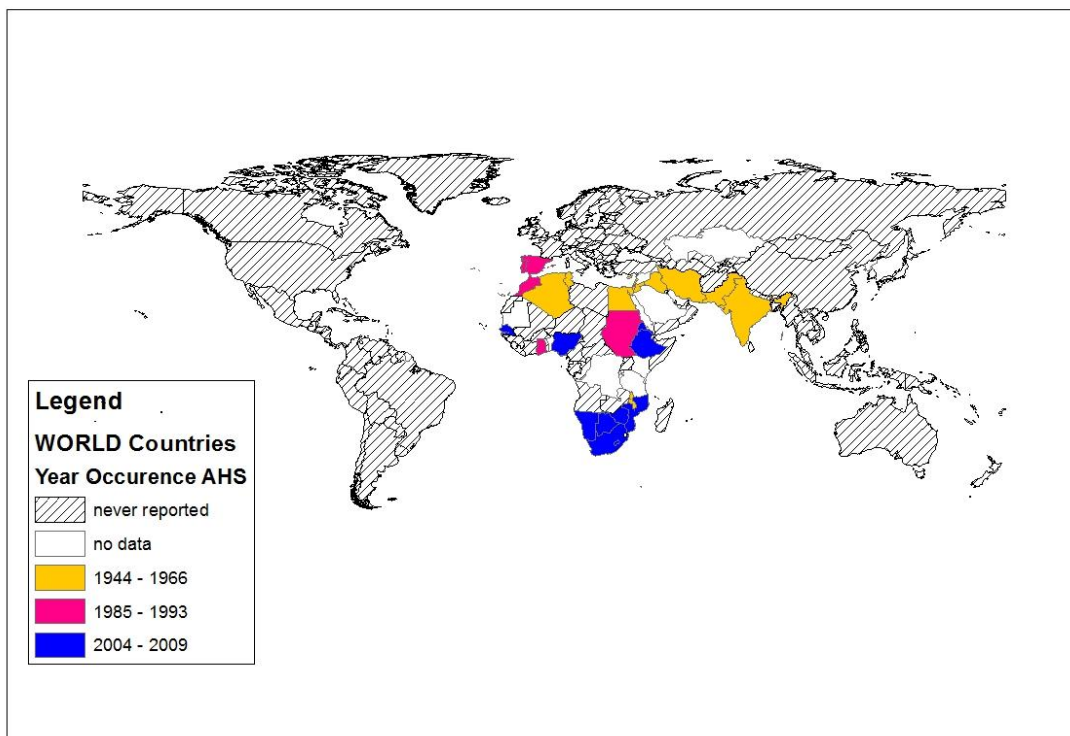 Legend
WORLD Countries
Year Occurence AHS
never reported
no data
1944 - 1966
1985 - 1993
2004 - 2009